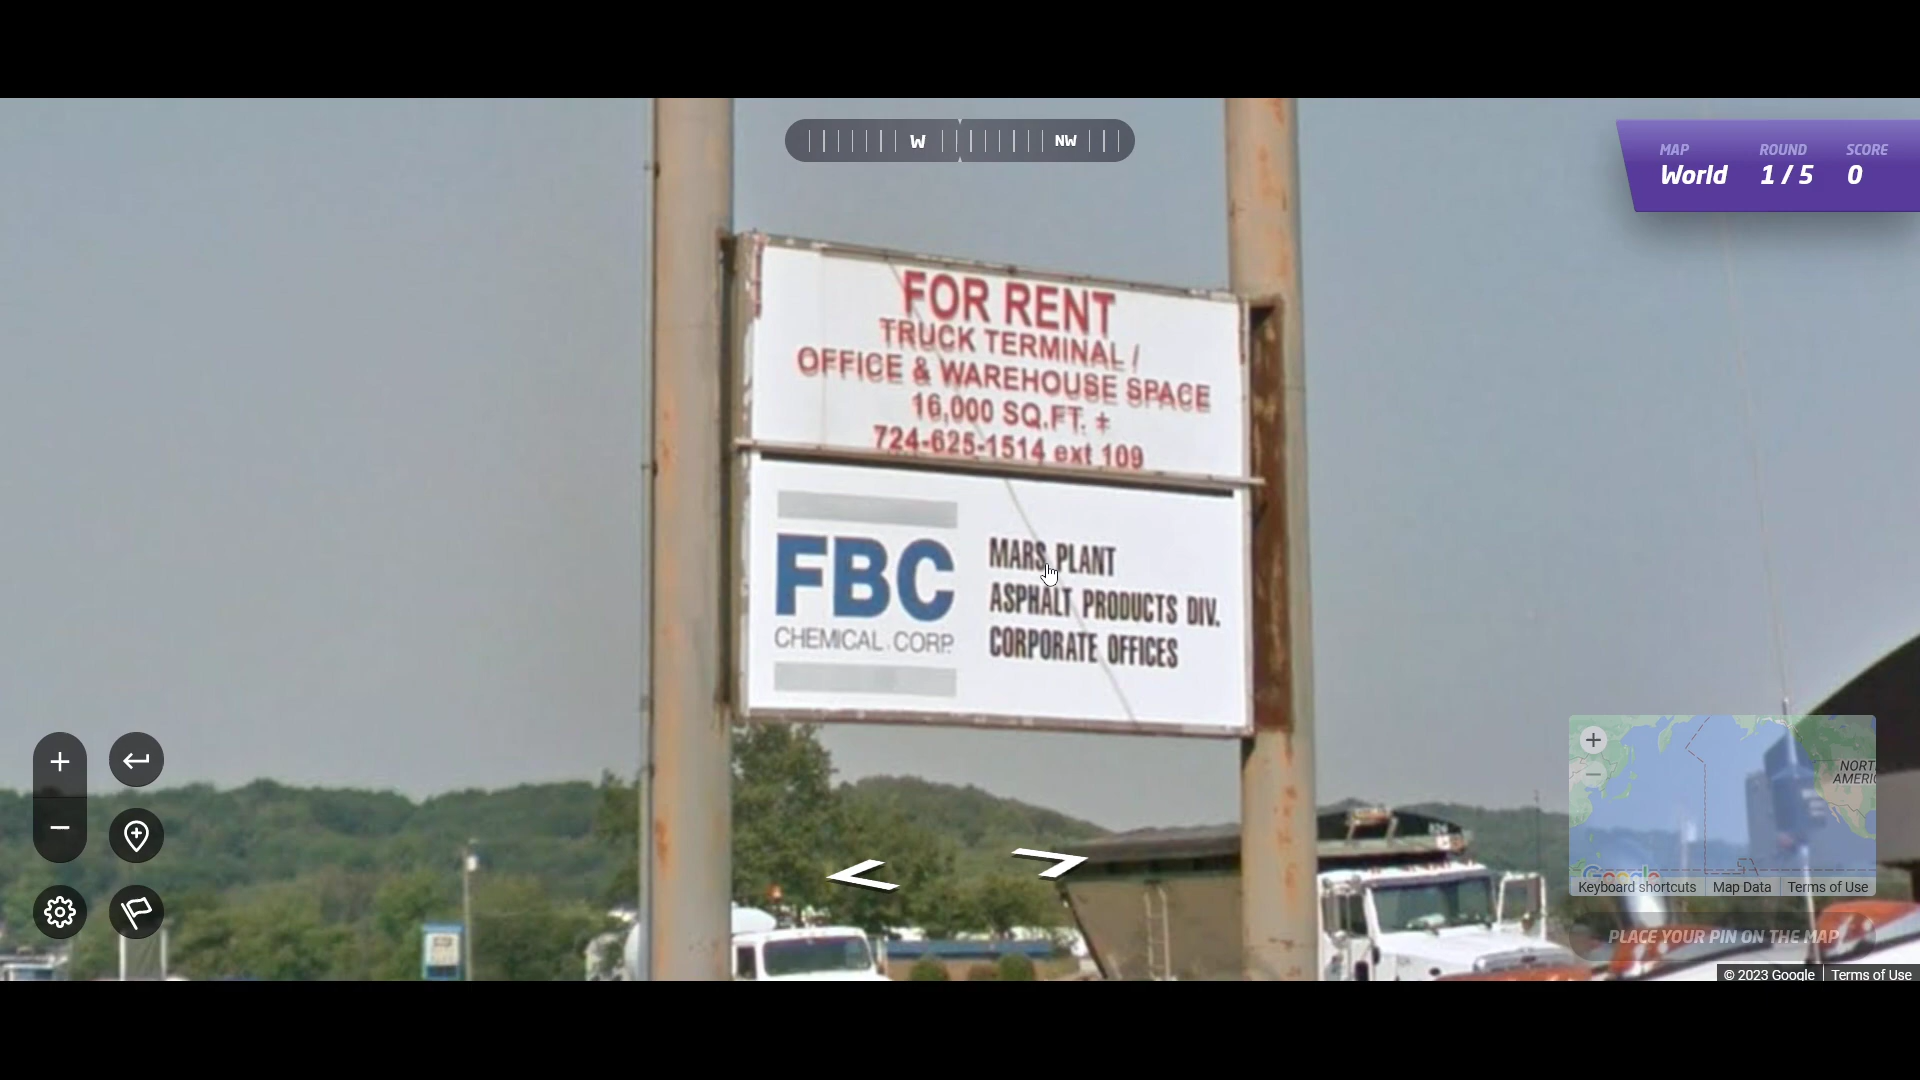 W NW
MAP ROUND SCORE
World 1 / 5 0
FOR RENT
TRUCK TERMINAL /
OFFICE & WAREHOUSE SPACE
16,000 SQ.FT. ±
724-625-1514 ext 109
FBC
CHEMICAL CORP.
MARS PLANT
ASPHALT PRODUCTS DIV.
CORPORATE OFFICES
Google
Keyboard shortcuts Map Data Terms of Use
PLACE YOUR PIN ON THE MAP
© 2023 Google Terms of Use